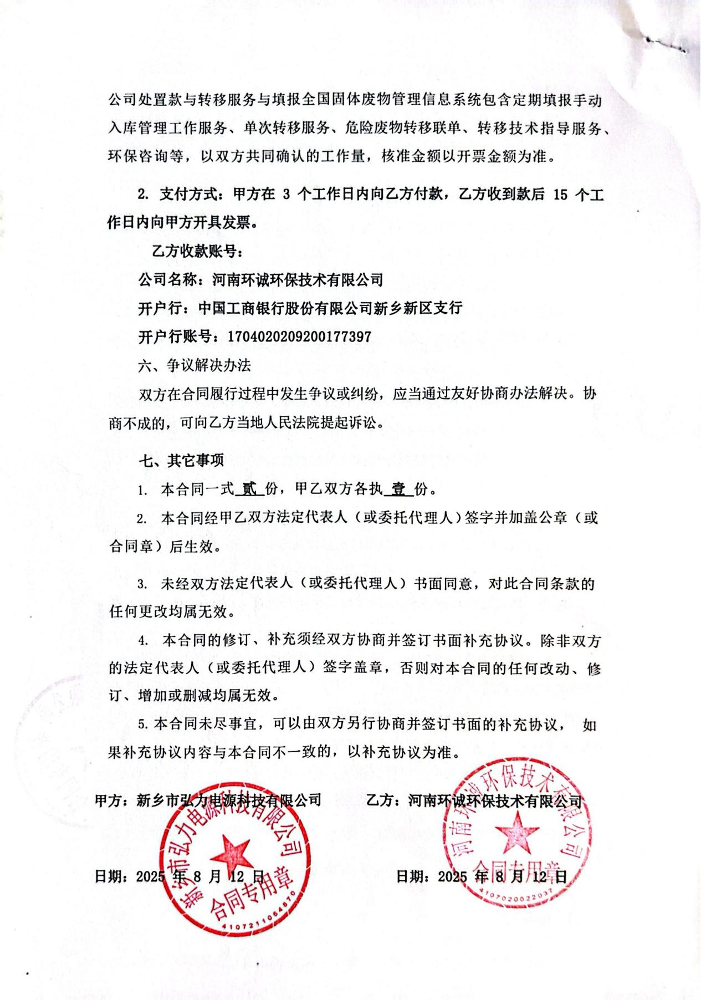 公司处置款与转移服务与填报全国固体废物管理信息系统包含定期填报手动
入库管理工作服务、单次转移服务、危险废物转移联单、转移技术指导服务、
环保咨询等，以双方共同确认的工作量，核准金额以开票金额为准。
2. 支付方式：甲方在 3 个工作日内向乙方付款，乙方收到款后 15 个工
作日内向甲方开具发票。
乙方收款账号：
公司名称：河南环诚环保技术有限公司
开户行：中国工商银行股份有限公司新乡新区支行
开户行账号：1704020209200177397
六、争议解决办法
双方在合同履行过程中发生争议或纠纷，应当通过友好协商办法解决。协
商不成的，可向乙方当地人民法院提起诉讼。
七、其它事项
1. 本合同一式 贰 份，甲乙双方各执 壹 份。
2. 本合同经甲乙双方法定代表人（或委托代理人）签字并加盖公章（或
合同章）后生效。
3. 未经双方法定代表人（或委托代理人）书面同意，对此合同条款的
任何更改均属无效。
4. 本合同的修订、补充须经双方协商并签订书面补充协议。除非双方
的法定代表人（或委托代理人）签字盖章，否则对本合同的任何改动、修
订、增加或删减均属无效。
5.本合同未尽事宜，可以由双方另行协商并签订书面的补充协议， 如
果补充协议内容与本合同不一致的，以补充协议为准。
甲方：新乡市弘力电源科技有限公司 乙方：河南环诚环保技术有限公司
新乡市弘力电源科技有限公司
河南环诚环保技术有限公司
日期：2025 年 8 月 12 日 日期：2025 年 8 月 12 日
合同专用章
4107211054870
合同专用章
4107020022037